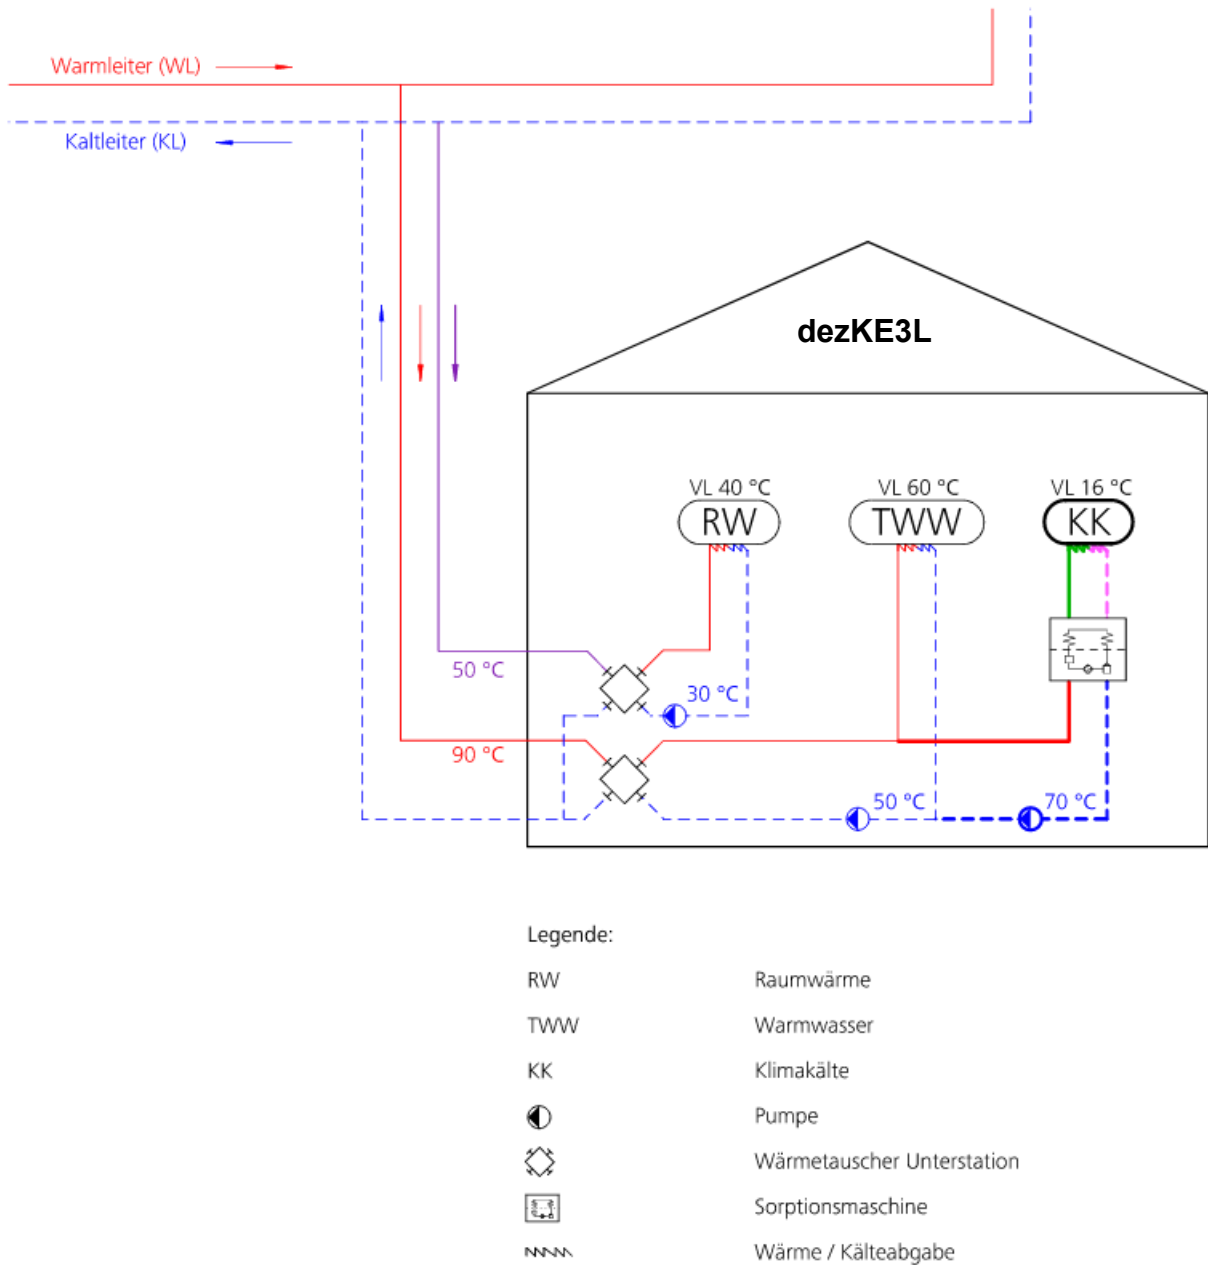 Warmleiter (WL)
Kaltleiter (KL)
dezKE3L
VL 40 °C
VL 60 °C
VL 16 °C
RW
TWW
KK
50 °C
30 °C
90 °C
50 °C
70 °C
Legende:
RW Raumwärme
TWW Warmwasser
KK Klimakälte
Pumpe
Wärmetauscher Unterstation
Sorptionsmaschine
Wärme / Kälteabgabe